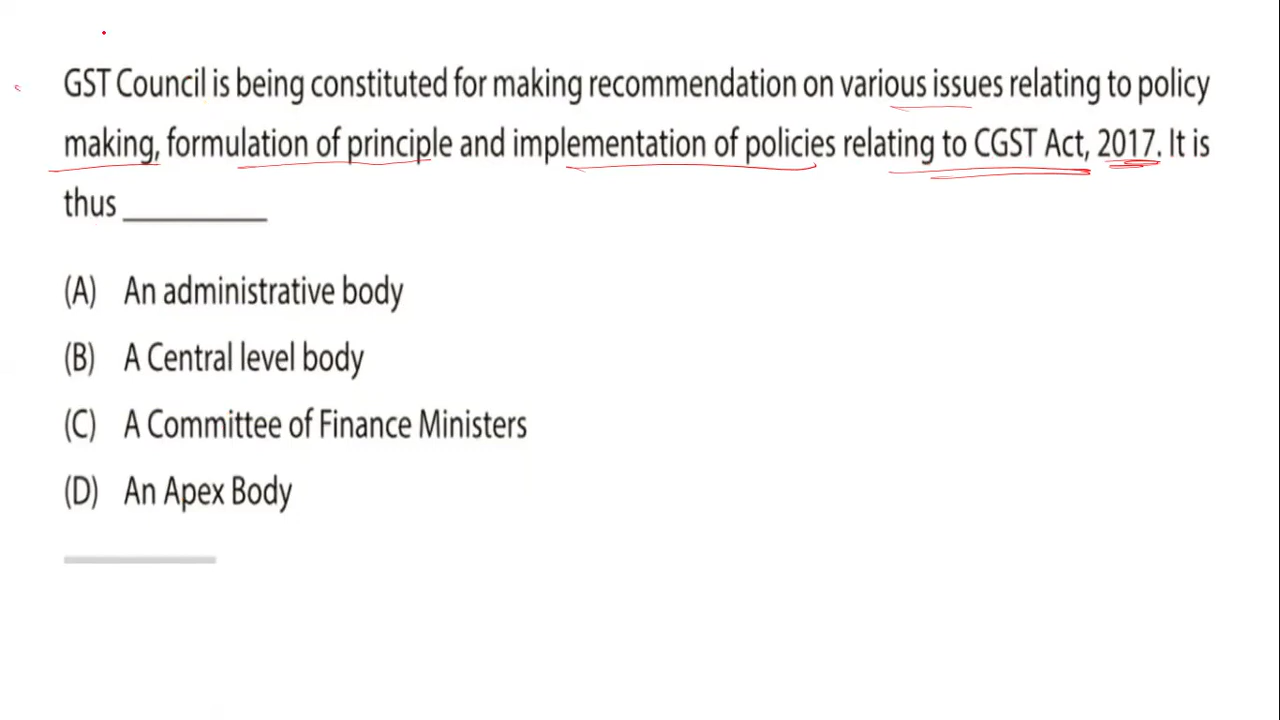 GST Council is being constituted for making recommendation on various issues relating to policy
making, formulation of principle and implementation of policies relating to CGST Act, 2017. It is
thus __________
(A) An administrative body
(B) A Central level body
(C) A Committee of Finance Ministers
(D) An Apex Body